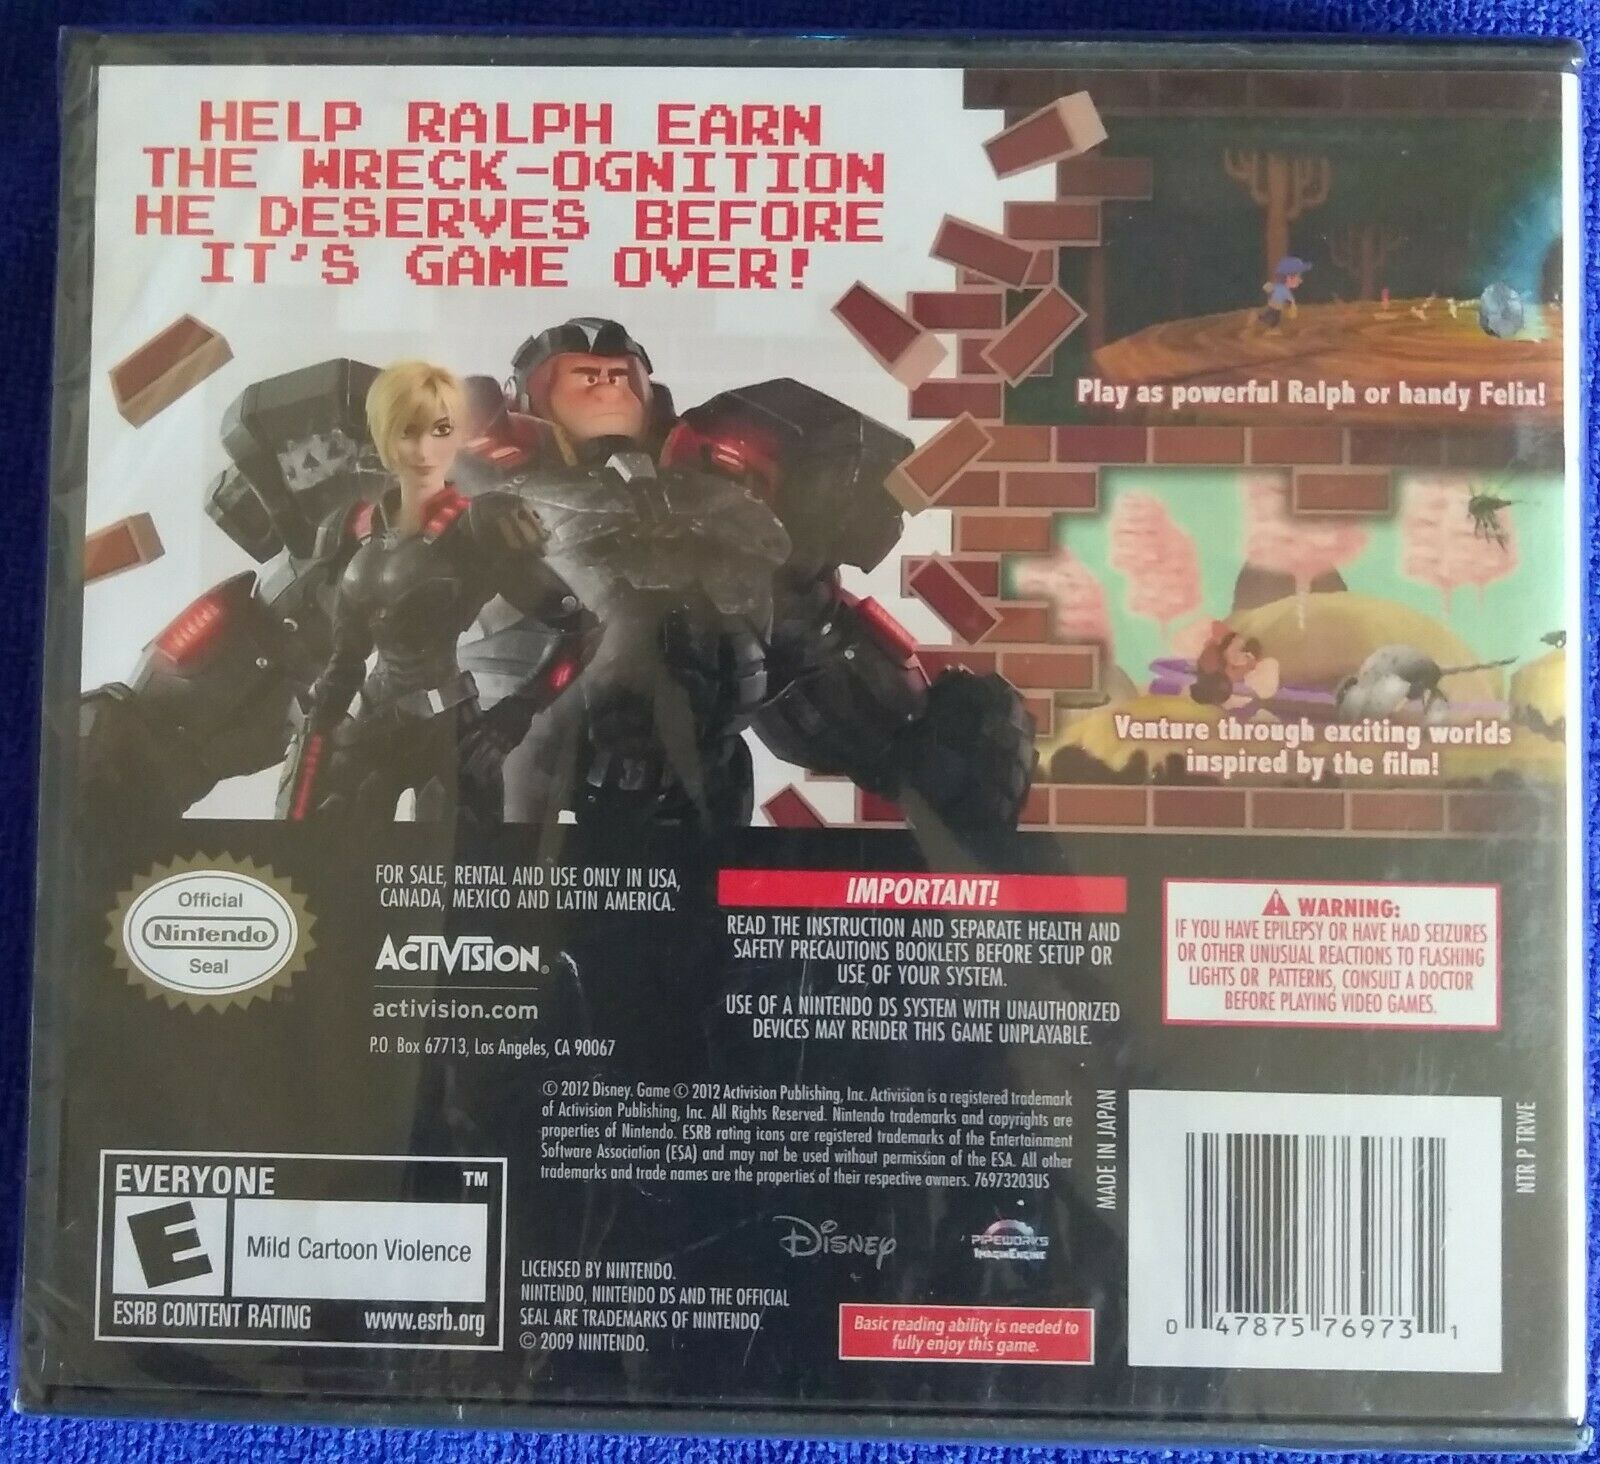 HELP RALPH EARN
THE WRECK-OGNITION
HE DESERVES BEFORE
IT'S GAME OVER!
Play as powerful Ralph or handy Felix!
Venture through exciting worlds
inspired by the film!
Official
Nintendo
Seal
FOR SALE, RENTAL AND USE ONLY IN USA,
CANADA, MEXICO AND LATIN AMERICA.
ACTIVISION®
activision.com
P.O. Box 67713, Los Angeles, CA 90067
IMPORTANT!
READ THE INSTRUCTION AND SEPARATE HEALTH AND
SAFETY PRECAUTIONS BOOKLETS BEFORE SETUP OR
USE OF YOUR SYSTEM.
USE OF A NINTENDO DS SYSTEM WITH UNAUTHORIZED
DEVICES MAY RENDER THIS GAME UNPLAYABLE.
WARNING:
IF YOU HAVE EPILEPSY OR HAVE HAD SEIZURES
OR OTHER UNUSUAL REACTIONS TO FLASHING
LIGHTS OR PATTERNS, CONSULT A DOCTOR
BEFORE PLAYING VIDEO GAMES.
© 2012 Disney. Game © 2012 Activision Publishing, Inc. Activision is a registered trademark
of Activision Publishing, Inc. All Rights Reserved. Nintendo trademarks and copyrights are
properties of Nintendo. ESRB rating icons are registered trademarks of the Entertainment
Software Association (ESA) and may not be used without permission of the ESA. All other
trademarks and trade names are the properties of their respective owners. 76973203US
MADE IN JAPAN
NTR P TRWE
EVERYONE
TM
E
Mild Cartoon Violence
ESRB CONTENT RATING www.esrb.org
LICENSED BY NINTENDO.
NINTENDO, NINTENDO DS AND THE OFFICIAL
SEAL ARE TRADEMARKS OF NINTENDO.
© 2009 NINTENDO.
Disney
PIPEWORKS
IMAGINENGINE
Basic reading ability is needed to
fully enjoy this game.
0 47875 76973 1